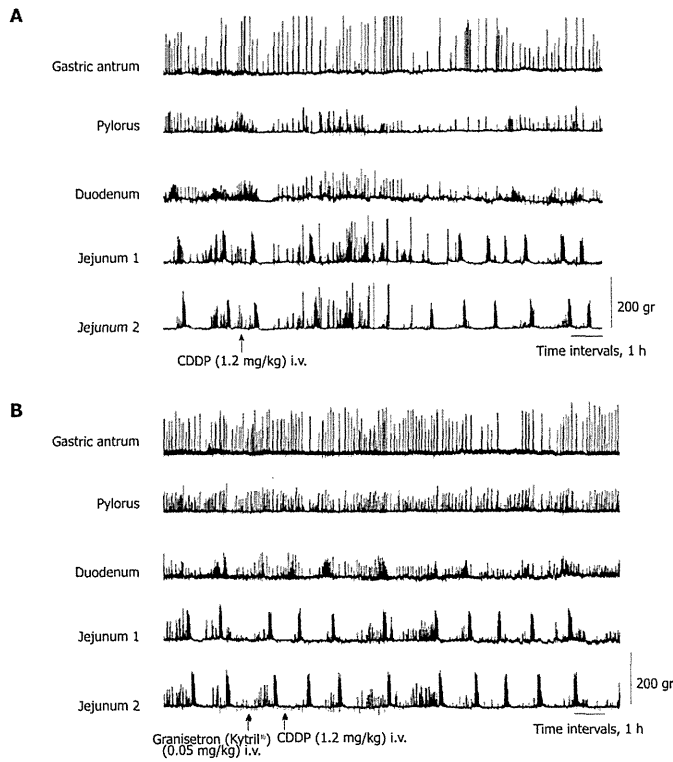 A
Gastric antrum
Pylorus
Duodenum
Jejunum 1
Jejunum 2
200 gr
Time intervals, 1 h
CDDP (1.2 mg/kg) i.v.
B
Gastric antrum
Pylorus
Duodenum
Jejunum 1
Jejunum 2
200 gr
Time intervals, 1 h
Granisetron (Kytril®) CDDP (1.2 mg/kg) i.v.
(0.05 mg/kg) i.v.